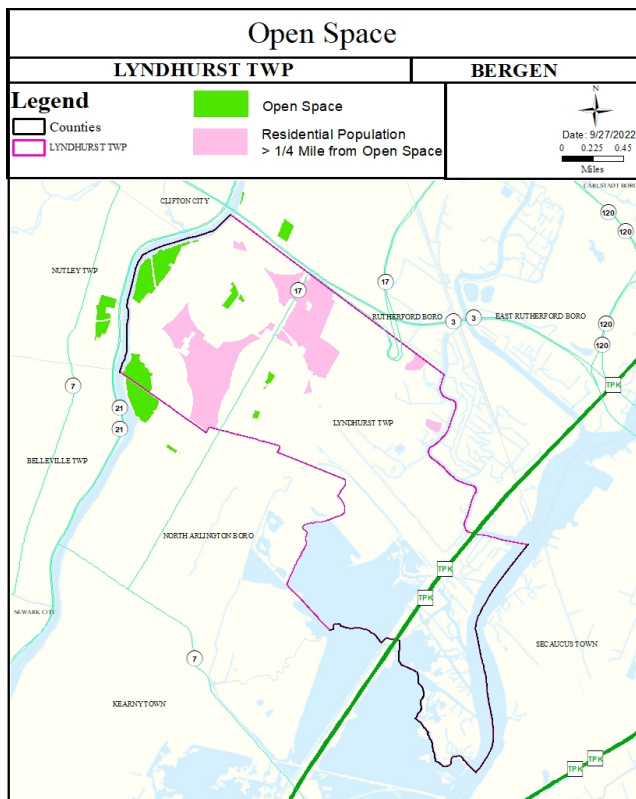 Open Space
LYNDHURST TWP
BERGEN
Legend
Counties
LYNDHURST TWP
Open Space
Residential Population
> 1/4 Mile from Open Space
N
Date: 9/27/2022
0 0.225 0.45
Miles
CARLSTADT BORO
CLIFTON CITY
120
120
NUTLEY TWP
17
17
RUTHERFORD BORO
3
3
EAST RUTHERFORD BORO
120
120
7
TPK
21
21
LYNDHURST TWP
BELLEVILLE TWP
NORTH ARLINGTON BORO
TPK
TPK
NEWARK CITY
SECAUCUS TOWN
7
KEARNY TOWN
TPK
TPK